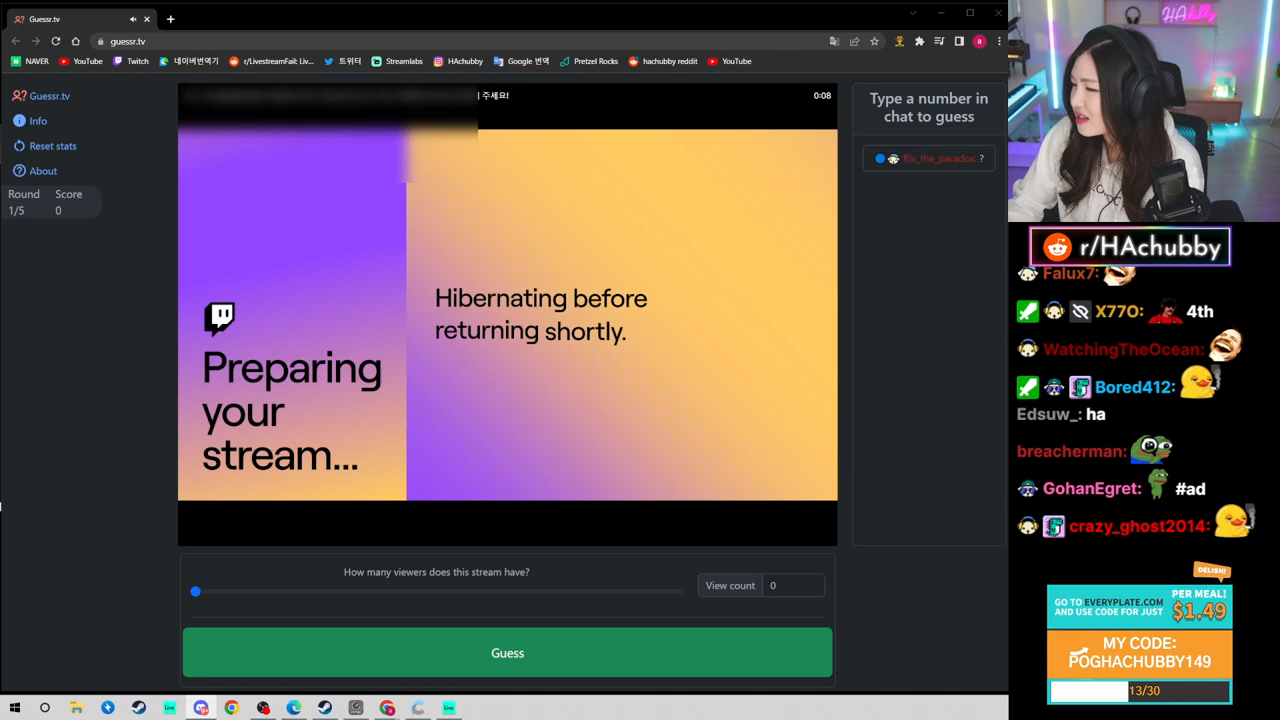 Guessr.tv
guessr.tv
NAVER
YouTube
Twitch
네이버번역기
r/LivestreamFail: Liv...
트위터
Streamlabs
HAchubby
Google 번역
Pretzel Rocks
hachubby reddit
YouTube
Guessr.tv
Info
Reset stats
About
Round Score
1/5 0
주세요!
0:08
Preparing
your
stream...
Hibernating before
returning shortly.
How many viewers does this stream have?
View count 0
Guess
Type a number in
chat to guess
f0x_the_paradox: ?
HAchubby
r/HAchubby
Falux7:
X77O: 4th
WatchingTheOcean:
Bored412:
Edsuw_: ha
breacherman:
GohanEgret: #ad
crazy_ghost2014:
DELISH!
GO TO EVERYPLATE.COM
AND USE CODE FOR JUST
PER MEAL!
$1.49
MY CODE:
POGHACHUBBY149
13/30
Live
Live